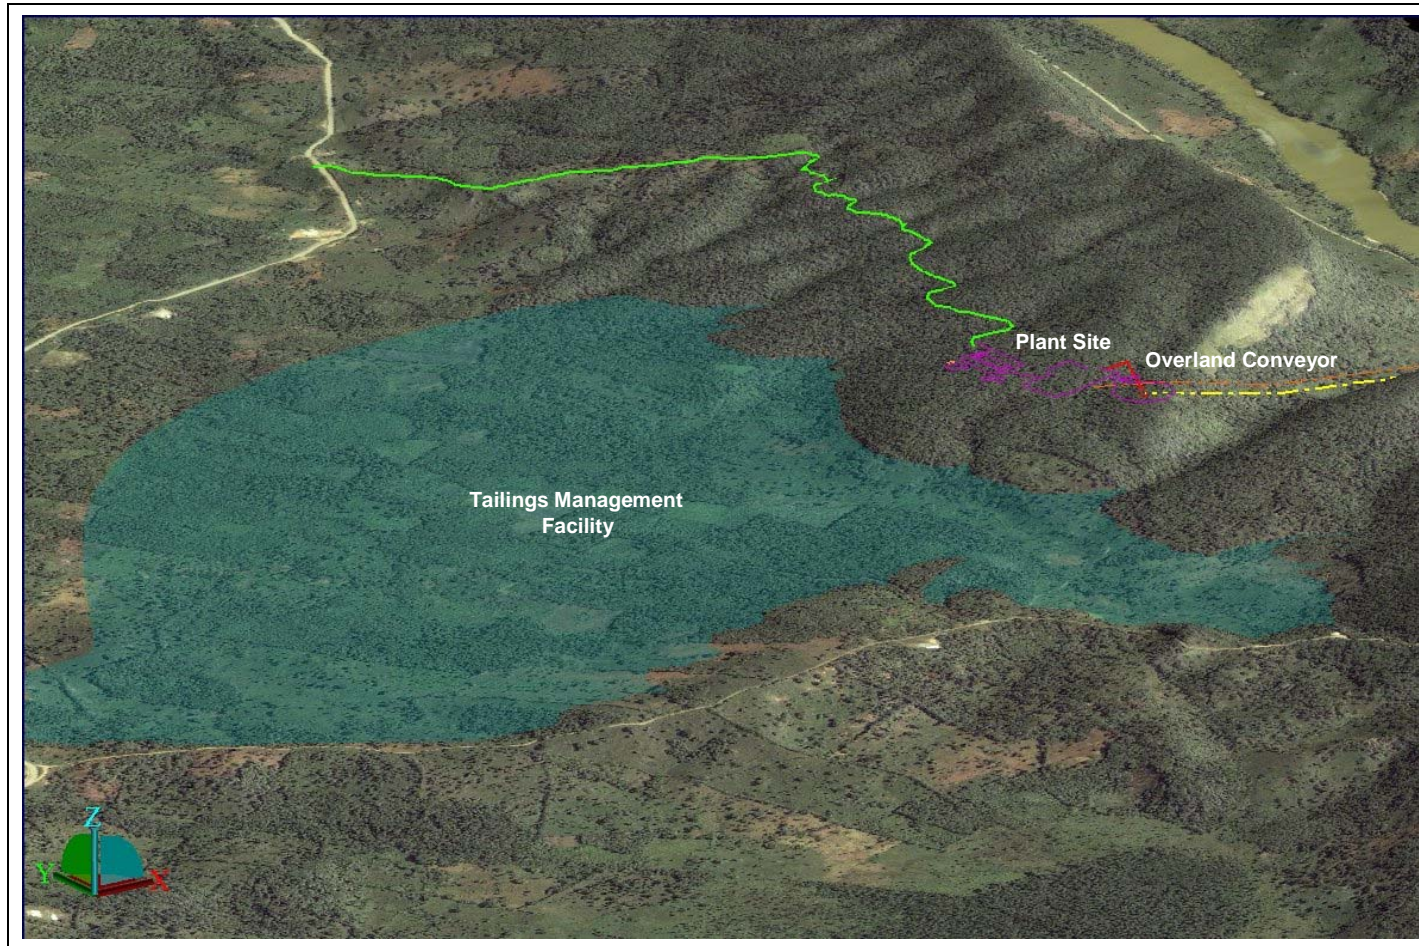 Plant Site
Overland Conveyor
Tailings Management
Facility
Z
Y
X